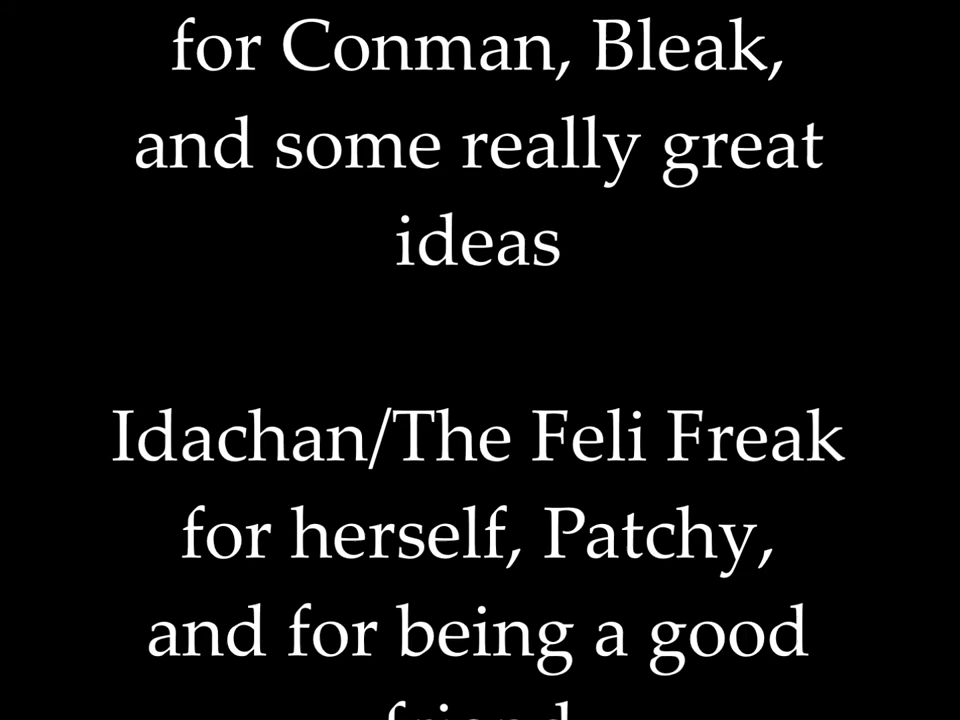 for Conman, Bleak,
and some really great
ideas
Idachan/The Feli Freak
for herself, Patchy,
and for being a good
friend